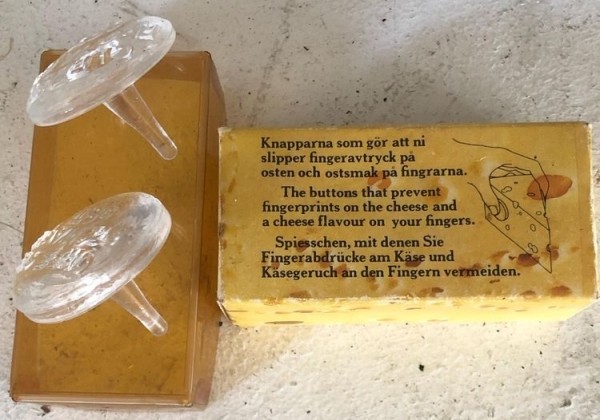 Knapparna som gör att ni
slipper fingeravtryck på
osten och ostsmak på fingrarna.
The buttons that prevent
fingerprints on the cheese and
a cheese flavour on your fingers.
Spiesschen, mit denen Sie
Fingerabdrücke am Käse und
Käsegeruch an den Fingern vermeiden.